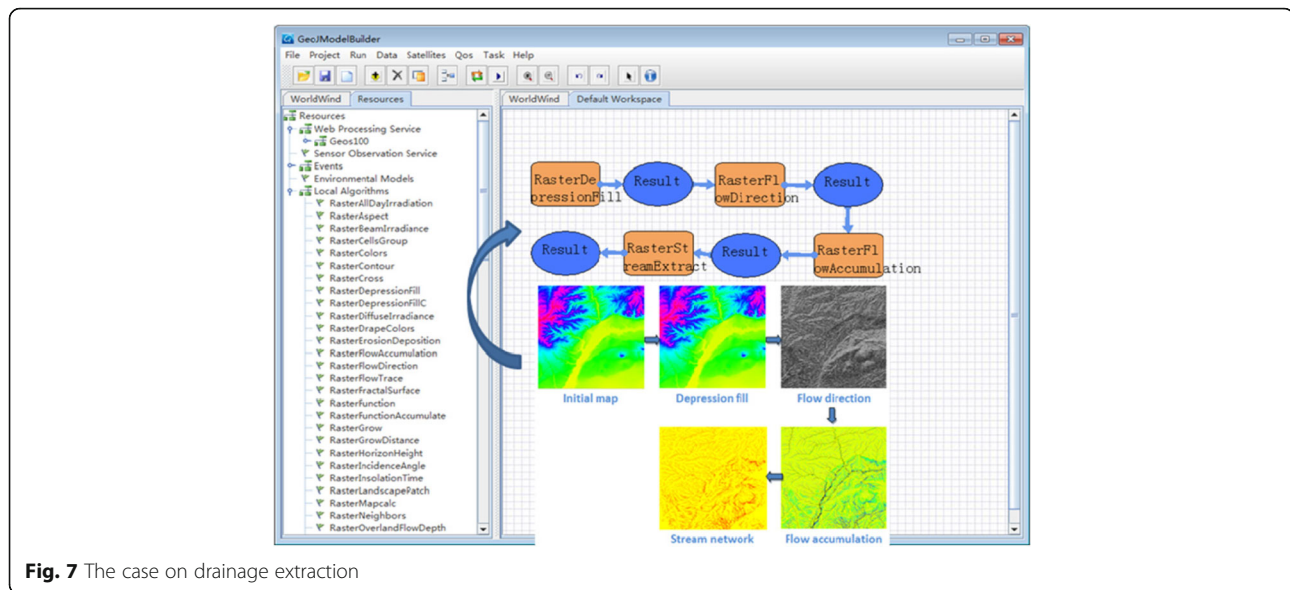 GeoJModelBuilder
File Project Run Data Satellites Qos Task Help
WorldWind Resources
Resources
Web Processing Service
Geos100
Sensor Observation Service
Events
Environmental Models
Local Algorithms
RasterAllDayIrradiation
RasterAspect
RasterBeamIrradiance
RasterCellsGroup
RasterColors
RasterContour
RasterCross
RasterDepressionFill
RasterDepressionFillC
RasterDiffuseIrradiance
RasterDrapeColors
RasterErosionDeposition
RasterFlowAccumulation
RasterFlowDirection
RasterFlowTrace
RasterFractalSurface
RasterFunction
RasterFunctionAccumulate
RasterGrow
RasterGrowDistance
RasterHorizonHeight
RasterIncidenceAngle
RasterInsolationTime
RasterLandscapePatch
RasterMapcalc
RasterNeighbors
RasterOverlandFlowDepth
WorldWind Default Workspace
RasterDe
pressionFill
Result
RasterFl
owDirection
Result
Result
RasterSt
reamExtract
Result
RasterFl
owAccumulation
Initial map
Depression fill
Flow direction
Stream network
Flow accumulation
Fig. 7 The case on drainage extraction